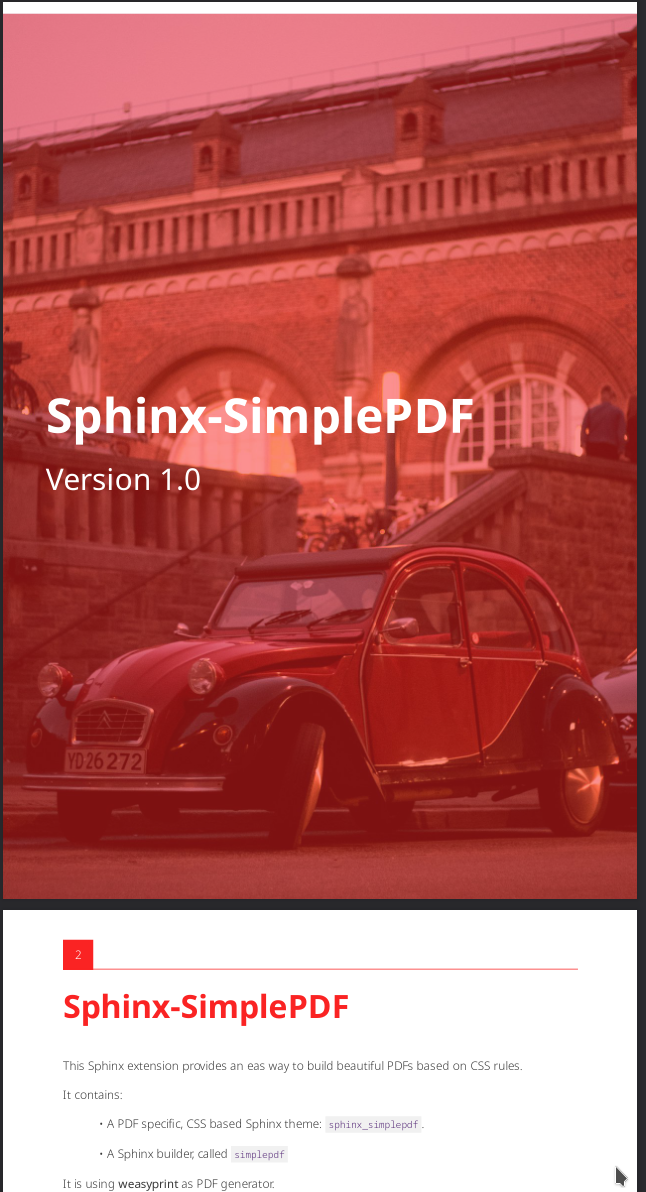 Sphinx-SimplePDF
Version 1.0
YD 26 272
2
Sphinx-SimplePDF
This Sphinx extension provides an eas way to build beautiful PDFs based on CSS rules.
It contains:
• A PDF specific, CSS based Sphinx theme: sphinx_simplepdf.
• A Sphinx builder, called simplepdf
It is using weasyprint as PDF generator.